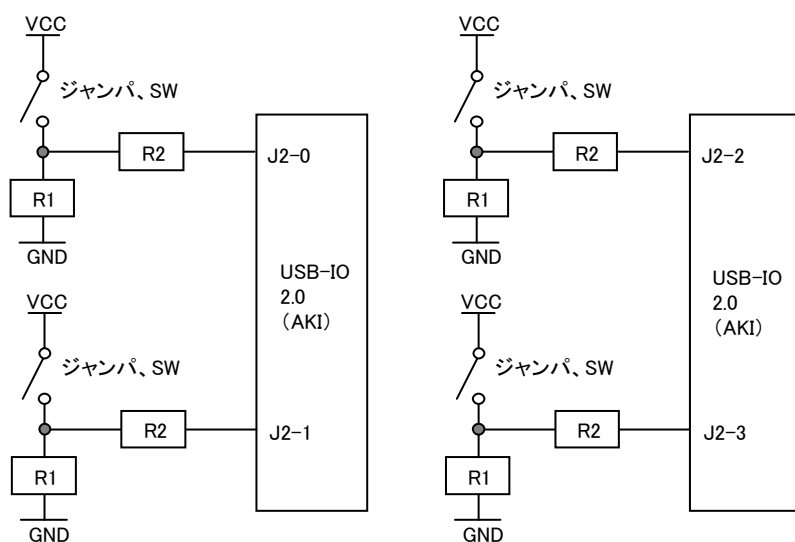 VCC
ジャンパ、SW
R2
J2-0
R1
GND
USB-IO
2.0
(AKI)
VCC
ジャンパ、SW
R2
J2-1
R1
GND
VCC
ジャンパ、SW
R2
J2-2
R1
GND
USB-IO
2.0
(AKI)
VCC
ジャンパ、SW
R2
J2-3
R1
GND